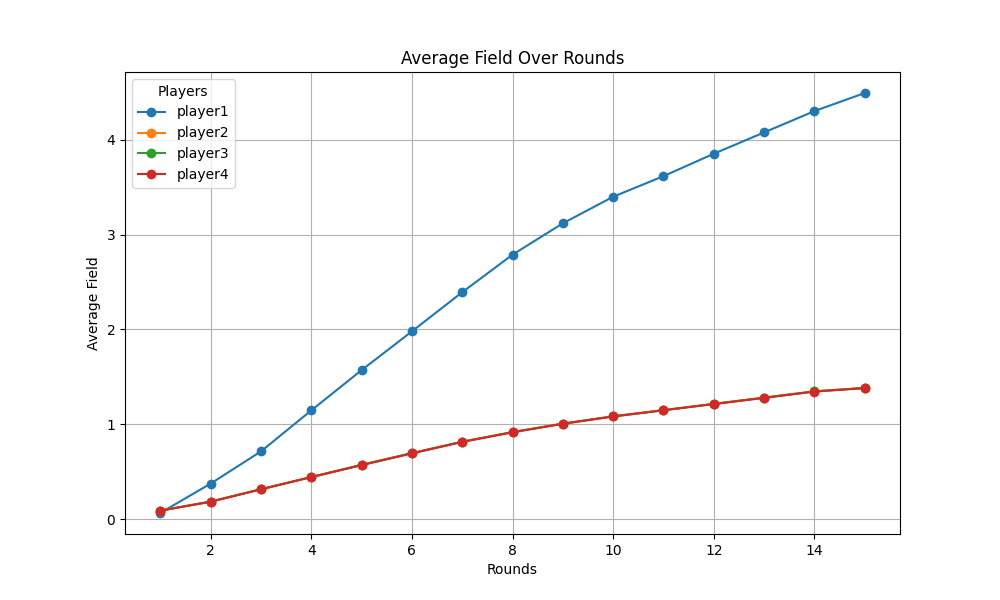 Average Field Over Rounds
Players
player1
player2
player3
player4
Average Field
4
3
2
1
0
2 4 6 8 10 12 14
Rounds